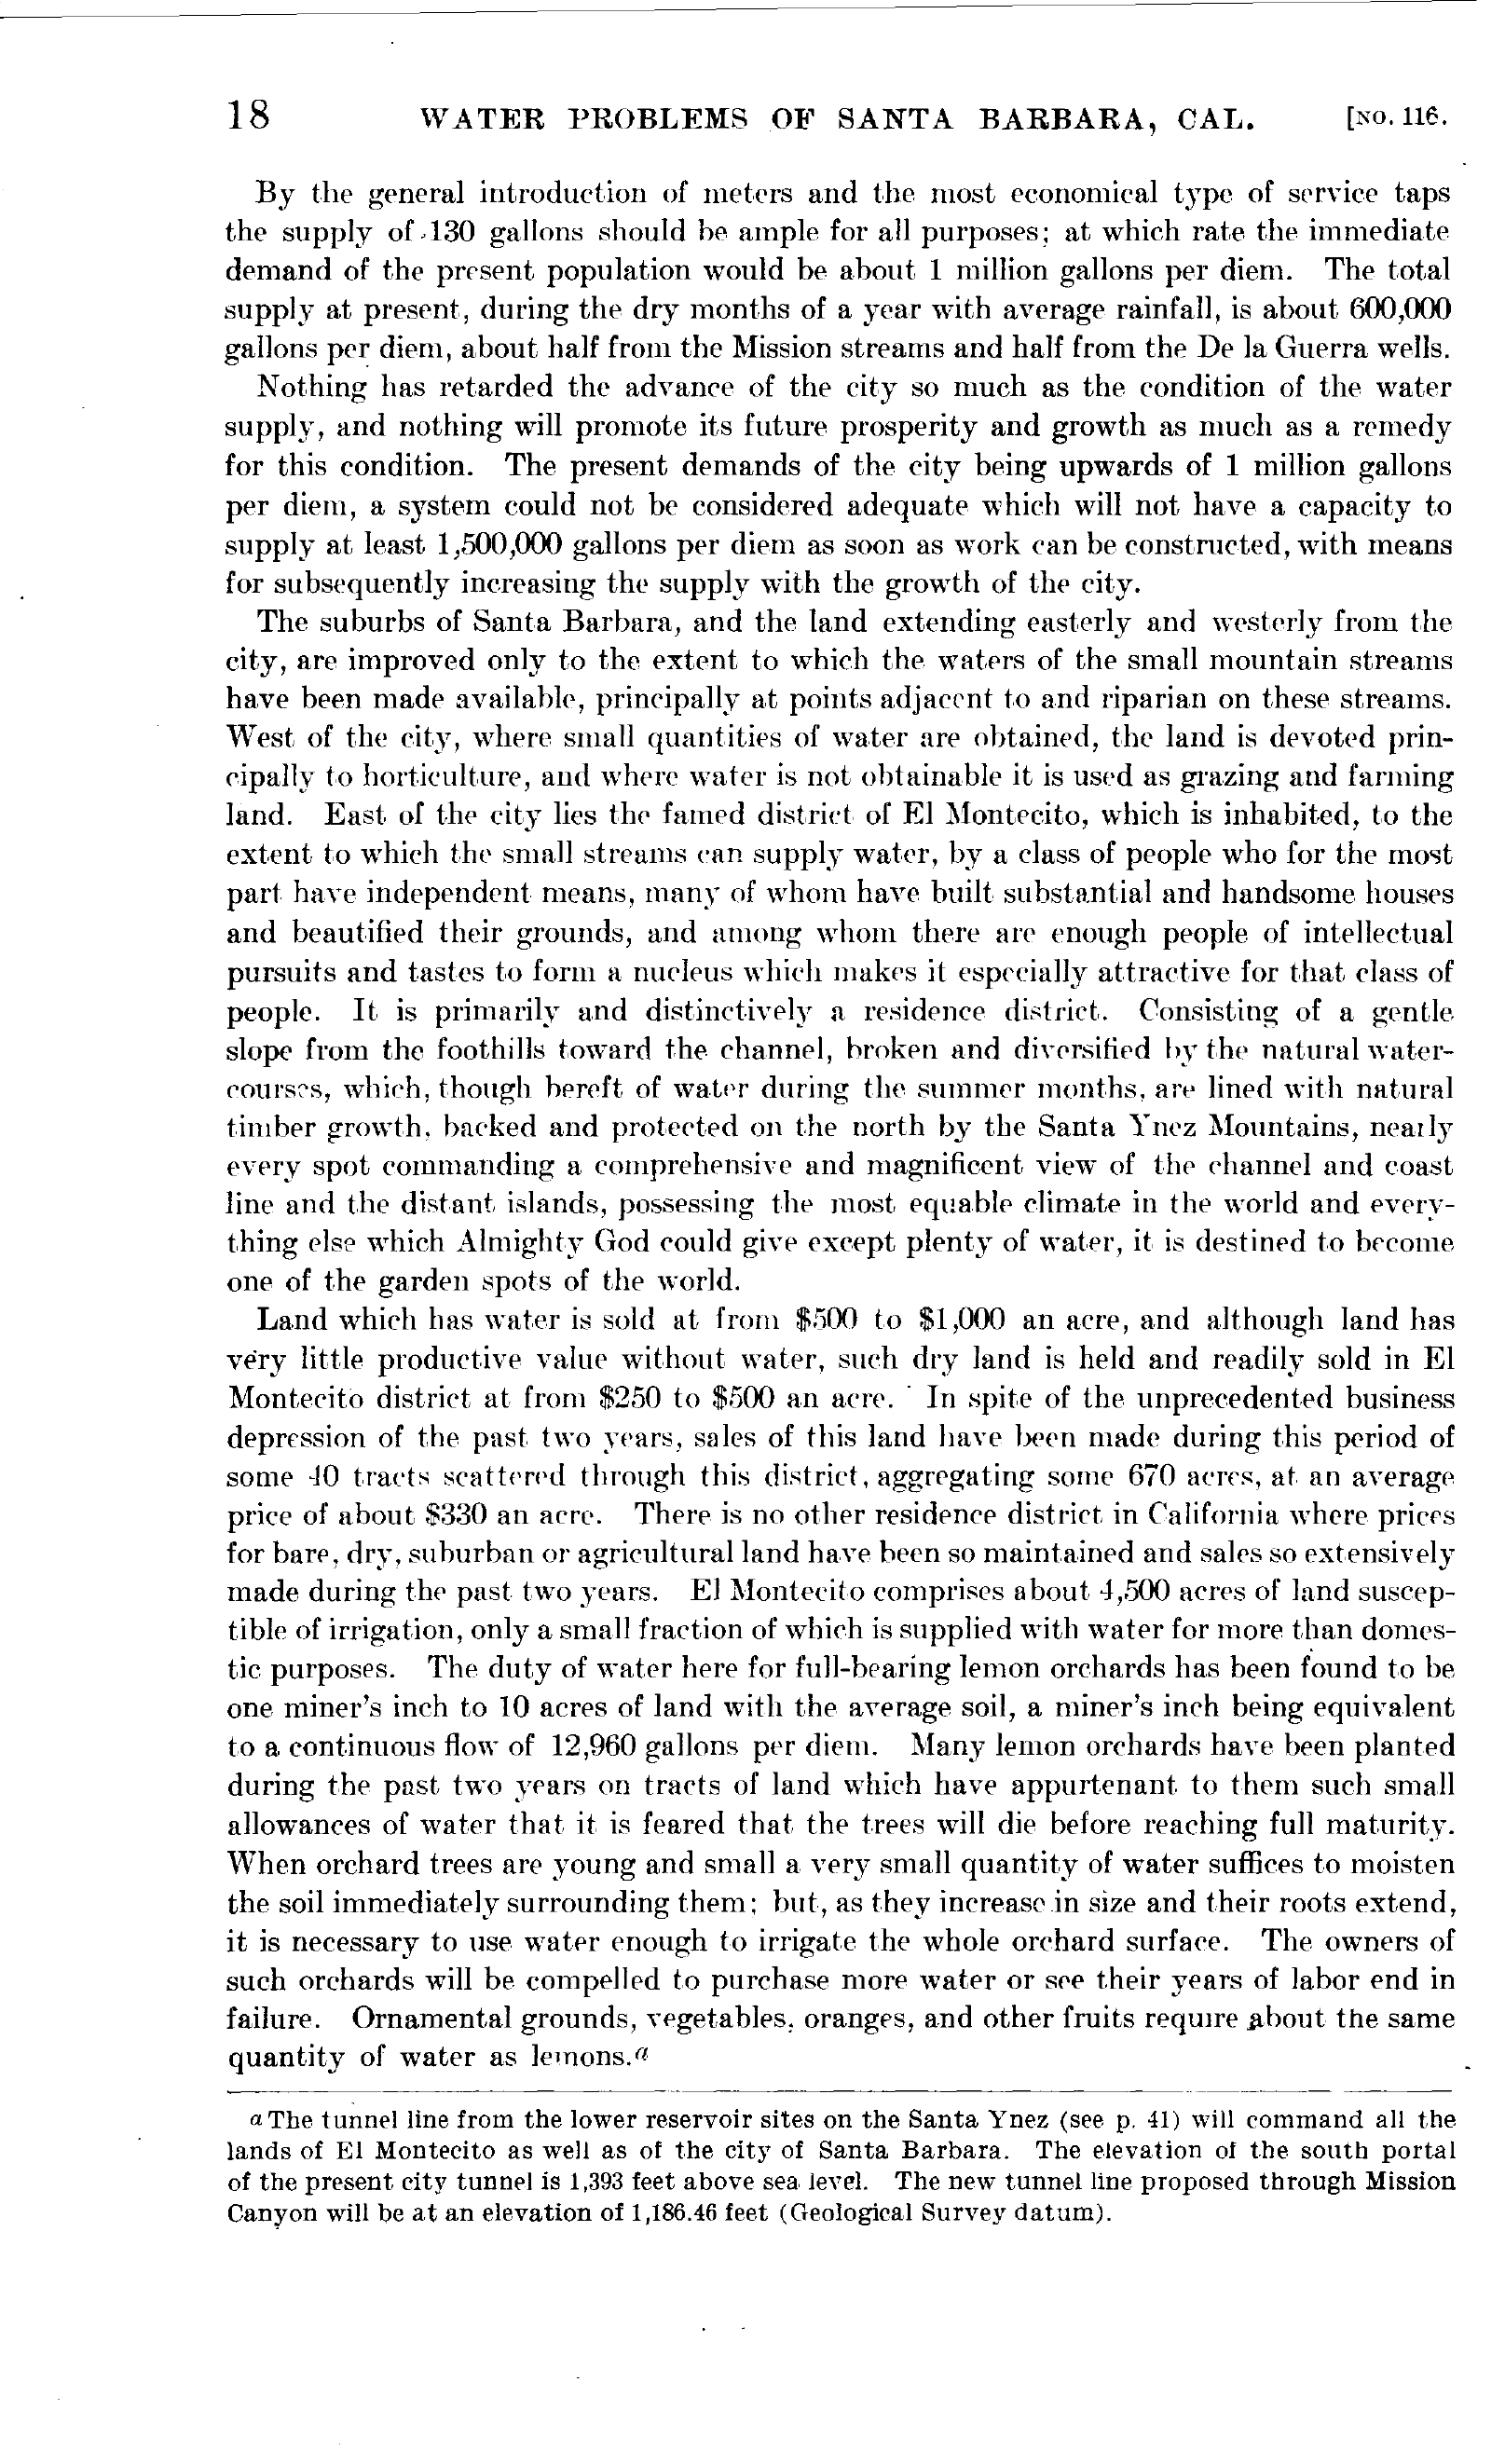 18 WATER PROBLEMS OF SANTA BARBARA, CAL. [NO. 116.
By the general introduction of meters and the most economical type of service taps
the supply of 130 gallons should be ample for all purposes; at which rate the immediate
demand of the present population would be about 1 million gallons per diem. The total
supply at present, during the dry months of a year with average rainfall, is about 600,000
gallons per diem, about half from the Mission streams and half from the De la Guerra wells.
Nothing has retarded the advance of the city so much as the condition of the water
supply, and nothing will promote its future prosperity and growth as much as a remedy
for this condition. The present demands of the city being upwards of 1 million gallons
per diem, a system could not be considered adequate which will not have a capacity to
supply at least 1,500,000 gallons per diem as soon as work can be constructed, with means
for subsequently increasing the supply with the growth of the city.
The suburbs of Santa Barbara, and the land extending easterly and westerly from the
city, are improved only to the extent to which the waters of the small mountain streams
have been made available, principally at points adjacent to and riparian on these streams.
West of the city, where small quantities of water are obtained, the land is devoted prin-
cipally to horticulture, and where water is not obtainable it is used as grazing and farming
land. East of the city lies the famed district of El Montecito, which is inhabited, to the
extent to which the small streams can supply water, by a class of people who for the most
part have independent means, many of whom have built substantial and handsome houses
and beautified their grounds, and among whom there are enough people of intellectual
pursuits and tastes to form a nucleus which makes it especially attractive for that class of
people. It is primarily and distinctively a residence district. Consisting of a gentle
slope from the foothills toward the channel, broken and diversified by the natural water-
courses, which, though bereft of water during the summer months, are lined with natural
timber growth, backed and protected on the north by the Santa Ynez Mountains, nearly
every spot commanding a comprehensive and magnificent view of the channel and coast
line and the distant islands, possessing the most equable climate in the world and every-
thing else which Almighty God could give except plenty of water, it is destined to become
one of the garden spots of the world.
Land which has water is sold at from $500 to $1,000 an acre, and although land has
very little productive value without water, such dry land is held and readily sold in El
Montecito district at from $250 to $500 an acre. In spite of the unprecedented business
depression of the past two years, sales of this land have been made during this period of
some 40 tracts scattered through this district, aggregating some 670 acres, at an average
price of about $330 an acre. There is no other residence district in California where prices
for bare, dry, suburban or agricultural land have been so maintained and sales so extensively
made during the past two years. El Montecito comprises about 4,500 acres of land suscep-
tible of irrigation, only a small fraction of which is supplied with water for more than domes-
tic purposes. The duty of water here for full-bearing lemon orchards has been found to be
one miner's inch to 10 acres of land with the average soil, a miner's inch being equivalent
to a continuous flow of 12,960 gallons per diem. Many lemon orchards have been planted
during the past two years on tracts of land which have appurtenant to them such small
allowances of water that it is feared that the trees will die before reaching full maturity.
When orchard trees are young and small a very small quantity of water suffices to moisten
the soil immediately surrounding them; but, as they increase in size and their roots extend,
it is necessary to use water enough to irrigate the whole orchard surface. The owners of
such orchards will be compelled to purchase more water or see their years of labor end in
failure. Ornamental grounds, vegetables, oranges, and other fruits require about the same
quantity of water as lemons.a
a The tunnel line from the lower reservoir sites on the Santa Ynez (see p. 41) will command all the
lands of El Montecito as well as of the city of Santa Barbara. The elevation of the south portal
of the present city tunnel is 1,393 feet above sea level. The new tunnel line proposed through Mission
Canyon will be at an elevation of 1,186.46 feet (Geological Survey datum).